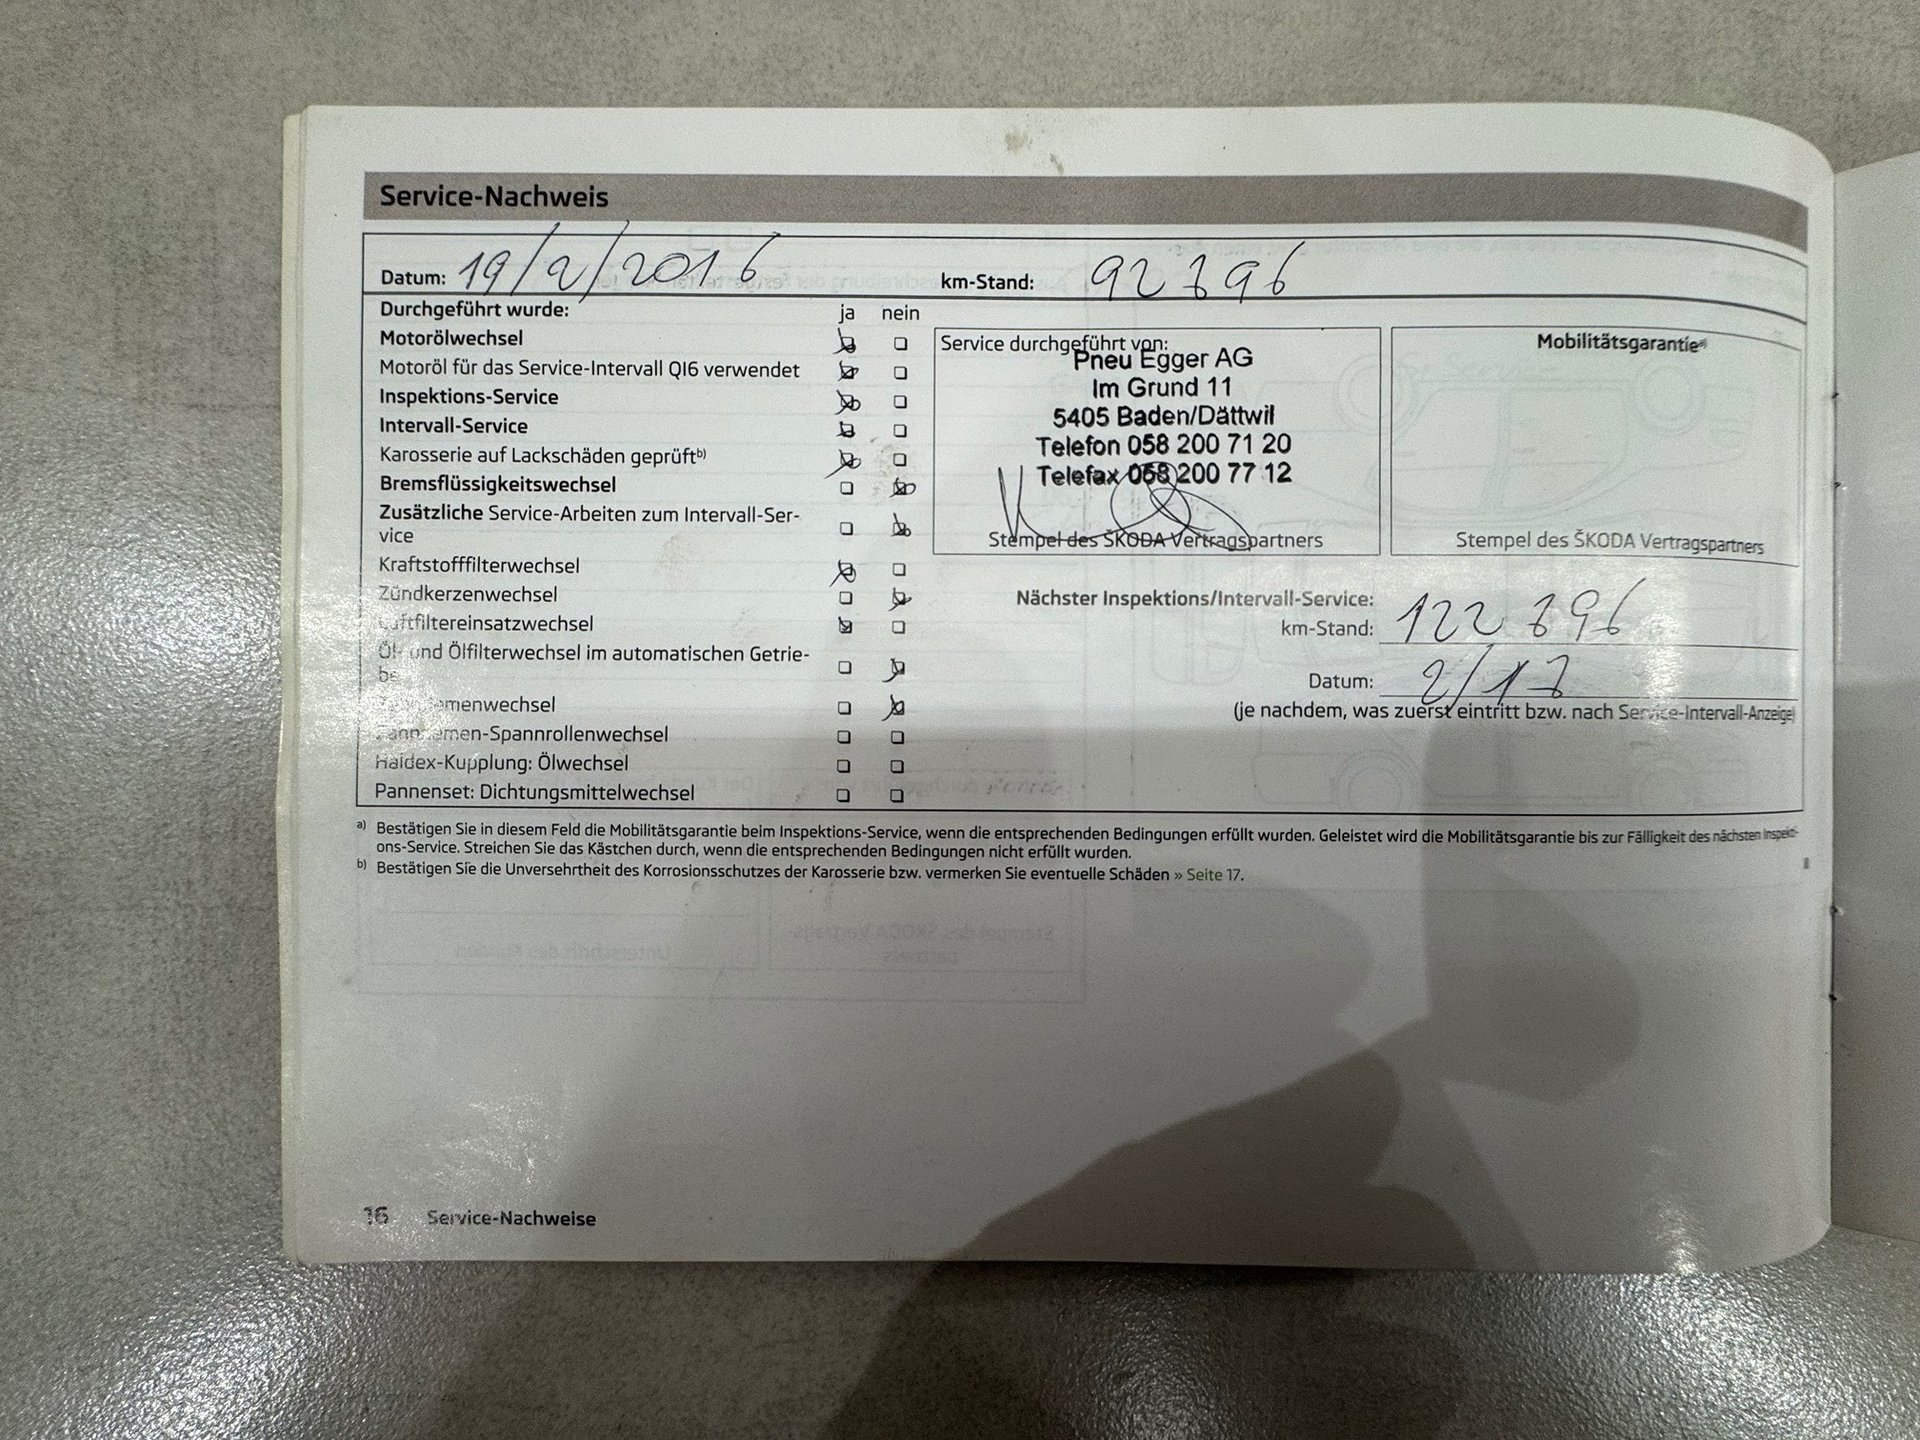 Service-Nachweis
Datum: 19/2/2016 km-Stand: 92 796
Durchgeführt wurde: ja nein
Motorölwechsel
Motoröl für das Service-Intervall QI6 verwendet
Inspektions-Service
Intervall-Service
Karosserie auf Lackschäden geprüft b)
Bremsflüssigkeitswechsel
Zusätzliche Service-Arbeiten zum Intervall-Ser-
vice
Kraftstofffilterwechsel
Zündkerzenwechsel
Luftfiltereinsatzwechsel
Öl- und Ölfilterwechsel im automatischen Getrie-
be
Zahnriemenwechsel
Zahnriemen-Spannrollenwechsel
Haldex-Kupplung: Ölwechsel
Pannenset: Dichtungsmittelwechsel
Service durchgeführt von:
Pneu Egger AG
Im Grund 11
5405 Baden/Dättwil
Telefon 058 200 71 20
Telefax 058 200 77 12
Stempel des ŠKODA Vertragspartners
Mobilitätsgarantie a)
Stempel des ŠKODA Vertragspartners
Nächster Inspektions/Intervall-Service:
km-Stand: 122 796
Datum: 2/17
(je nachdem, was zuerst eintritt bzw. nach Service-Intervall-Anzeige)
a) Bestätigen Sie in diesem Feld die Mobilitätsgarantie beim Inspektions-Service, wenn die entsprechenden Bedingungen erfüllt wurden. Geleistet wird die Mobilitätsgarantie bis zur Fälligkeit des nächsten Inspekti-
ons-Service. Streichen Sie das Kästchen durch, wenn die entsprechenden Bedingungen nicht erfüllt wurden.
b) Bestätigen Sie die Unversehrtheit des Korrosionsschutzes der Karosserie bzw. vermerken Sie eventuelle Schäden » Seite 17.
16 Service-Nachweise